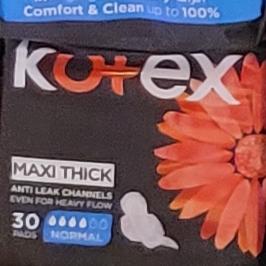 Comfort & Clean up to 100%
Kotex
MAXI THICK
ANTI LEAK CHANNELS
EVEN FOR HEAVY FLOW
30
PADS
NORMAL